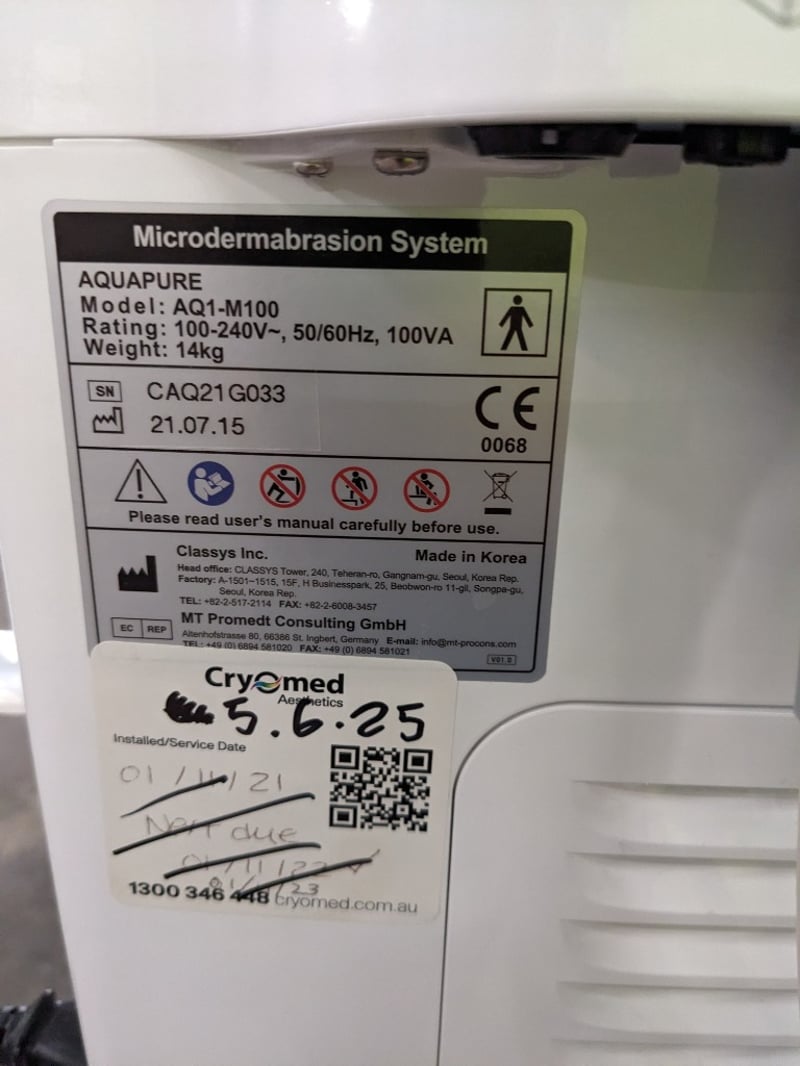 Microdermabrasion System
AQUAPURE
Model: AQ1-M100
Rating: 100-240V~, 50/60Hz, 100VA
Weight: 14kg
SN CAQ21G033
21.07.15
0068
Please read user's manual carefully before use.
Classys Inc. Made in Korea
Head office: CLASSYS Tower, 240, Teheran-ro, Gangnam-gu, Seoul, Korea Rep.
Factory: A-1501~1515, 15F, H Businesspark, 25, Beobwon-ro 11-gil, Songpa-gu,
Seoul, Korea Rep.
TEL: +82-2-517-2114 FAX: +82-2-6008-3457
EC REP MT Promedt Consulting GmbH
Altenhofstrasse 80, 66386 St. Ingbert, Germany E-mail: info@mt-procons.com
TEL: +49 (0) 6894 581020 FAX: +49 (0) 6894 581021
V01.0
Cryomed
Aesthetics
5.6.25
Installed/Service Date
01/11/21
Next due
01/11/22
23
1300 346 448 cryomed.com.au